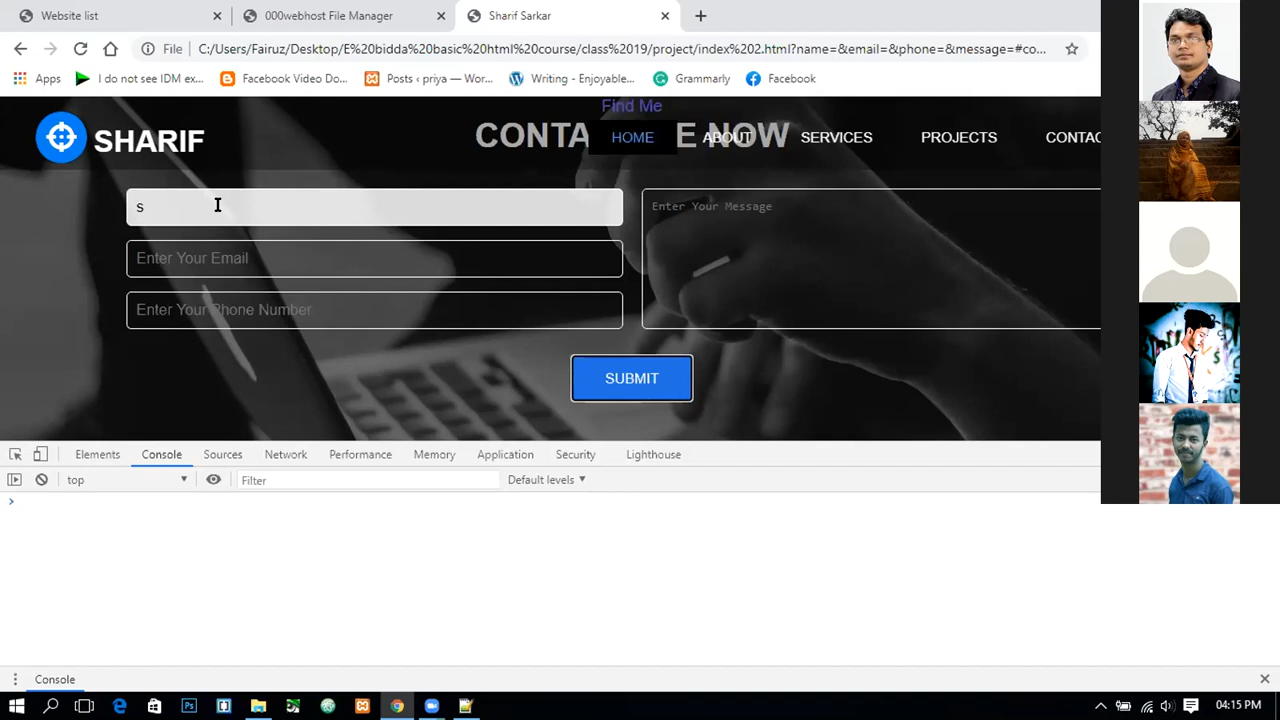 Website list
000webhost File Manager
Sharif Sarkar
File
C:/Users/Fairuz/Desktop/E%20bidda%20basic%20html%20course/class%2019/project/index%202.html?name=&email=&phone=&message=#co...
Apps
I do not see IDM ex...
Facebook Video Do...
Posts ‹ priya — Wor...
Writing - Enjoyable...
Grammarly
Facebook
Find Me
SHARIF
CONTA E NOW
HOME
ABOUT
SERVICES
PROJECTS
CONTAC
s
Enter Your Message
Enter Your Email
Enter Your Phone Number
SUBMIT
Elements
Console
Sources
Network
Performance
Memory
Application
Security
Lighthouse
top
Filter
Default levels
Console
04:15 PM